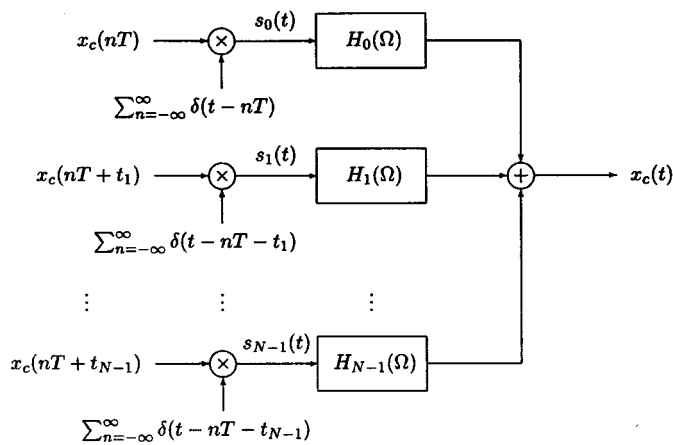 s_0(t)
x_c(nT) × H_0(Ω)
∑_{n=-∞}^{∞} δ(t − nT)
s_1(t)
x_c(nT + t_1) × H_1(Ω) + x_c(t)
∑_{n=-∞}^{∞} δ(t − nT − t_1)
⋮ ⋮ ⋮
s_{N−1}(t)
x_c(nT + t_{N−1}) × H_{N−1}(Ω)
∑_{n=-∞}^{∞} δ(t − nT − t_{N−1})